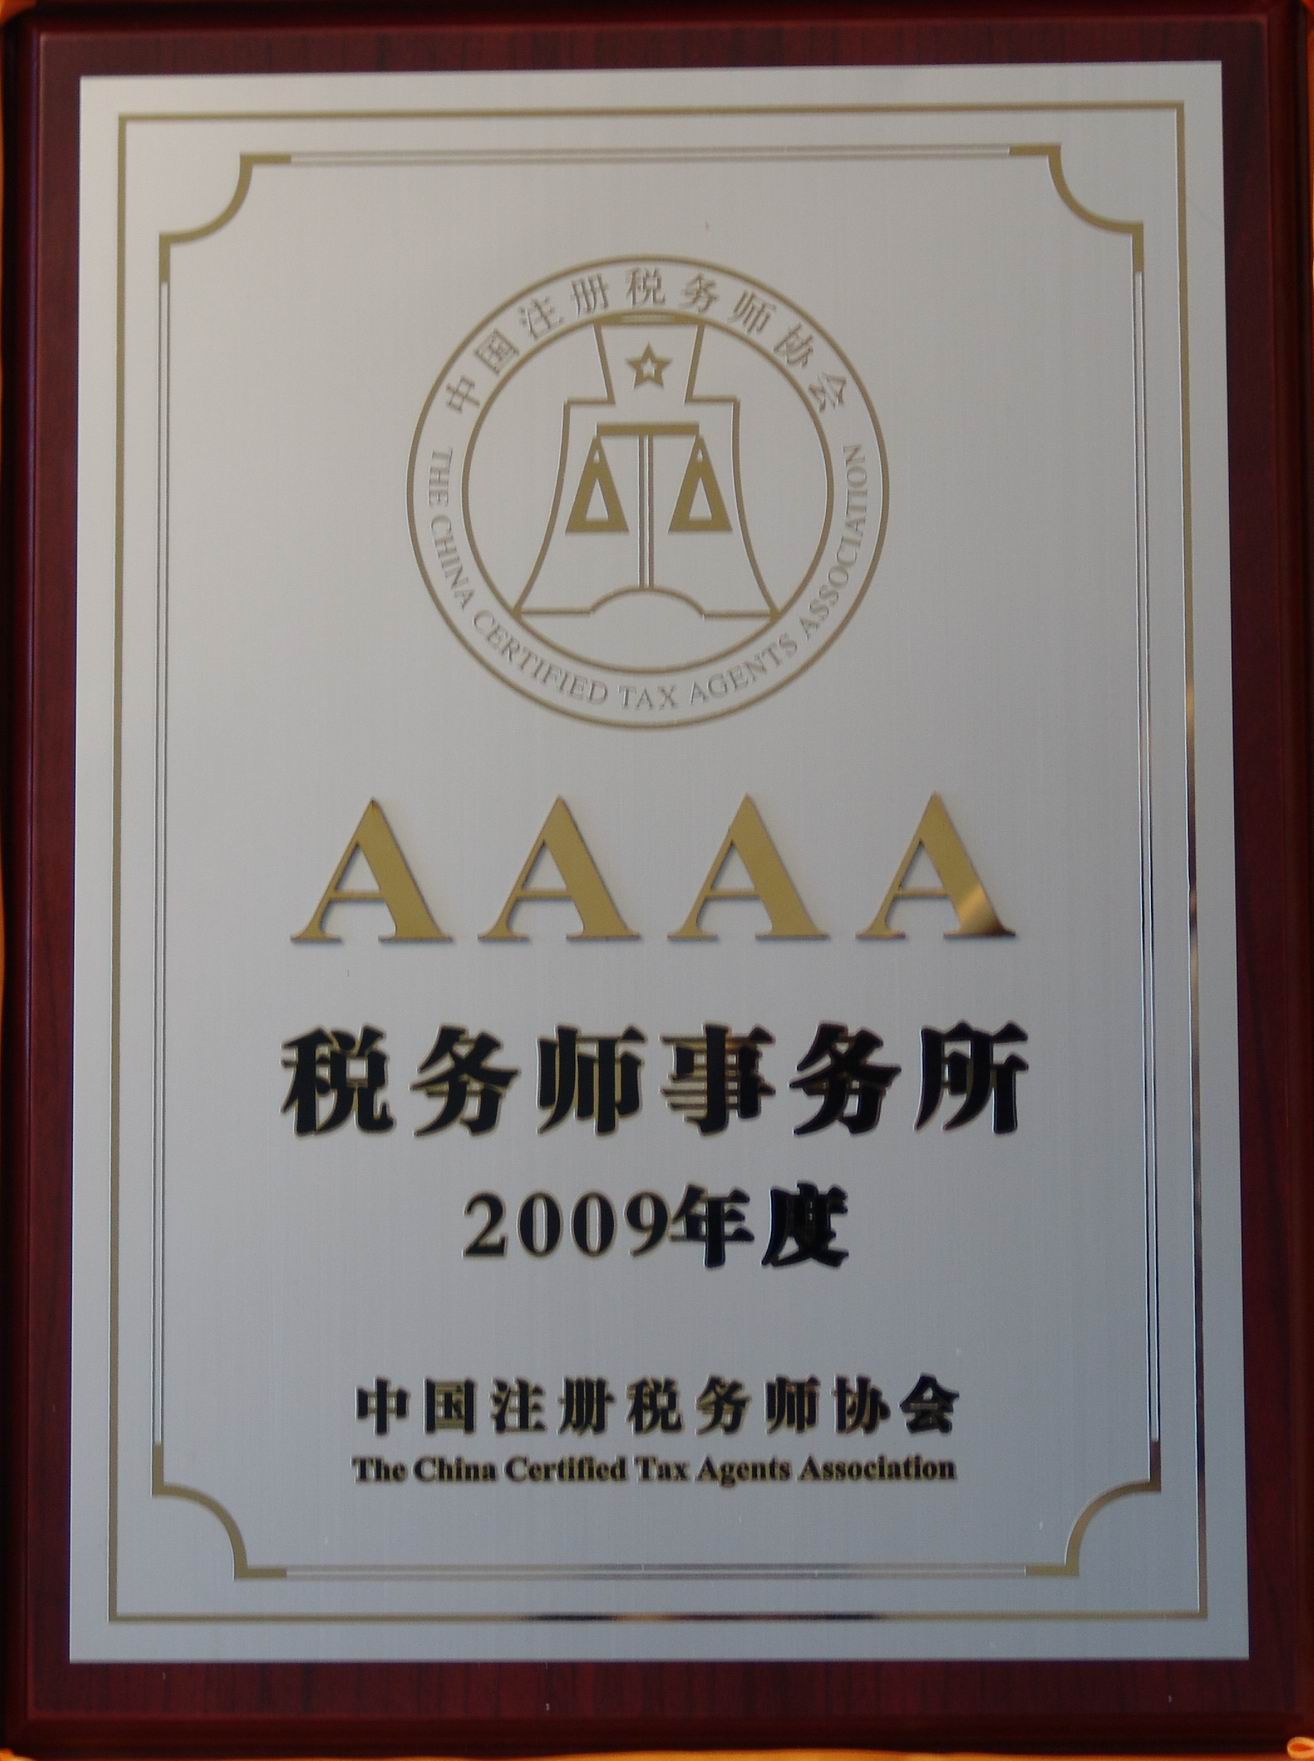 中国注册税务师协会
THE CHINA CERTIFIED TAX AGENTS ASSOCIATION
AAAA
税务师事务所
2009年度
中国注册税务师协会
The China Certified Tax Agents Association